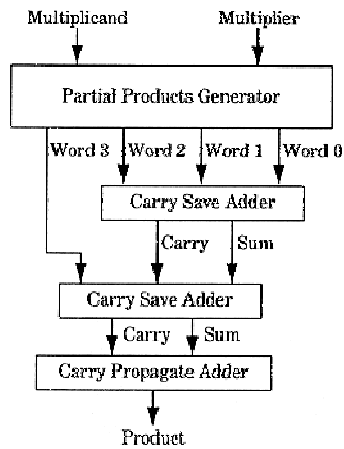 Multiplicand Multiplier
Partial Products Generator
Word 3 Word 2 Word 1 Word 0
Carry Save Adder
Carry Sum
Carry Save Adder
Carry Sum
Carry Propagate Adder
Product